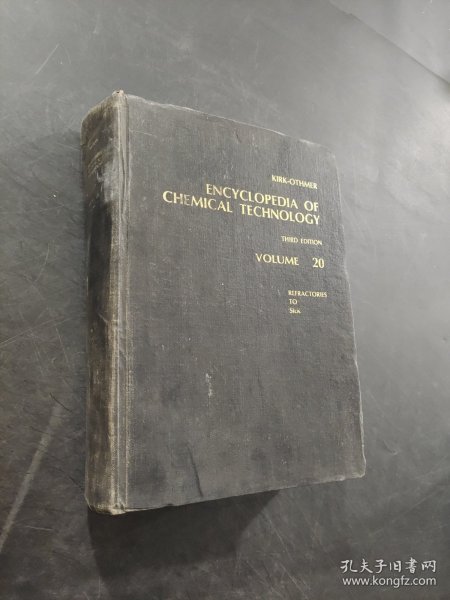 KIRK-OTHMER
ENCYCLOPEDIA OF
CHEMICAL TECHNOLOGY
THIRD EDITION
VOLUME 20
REFRACTORIES
TO
孔夫子旧书网
www.kongfz.com